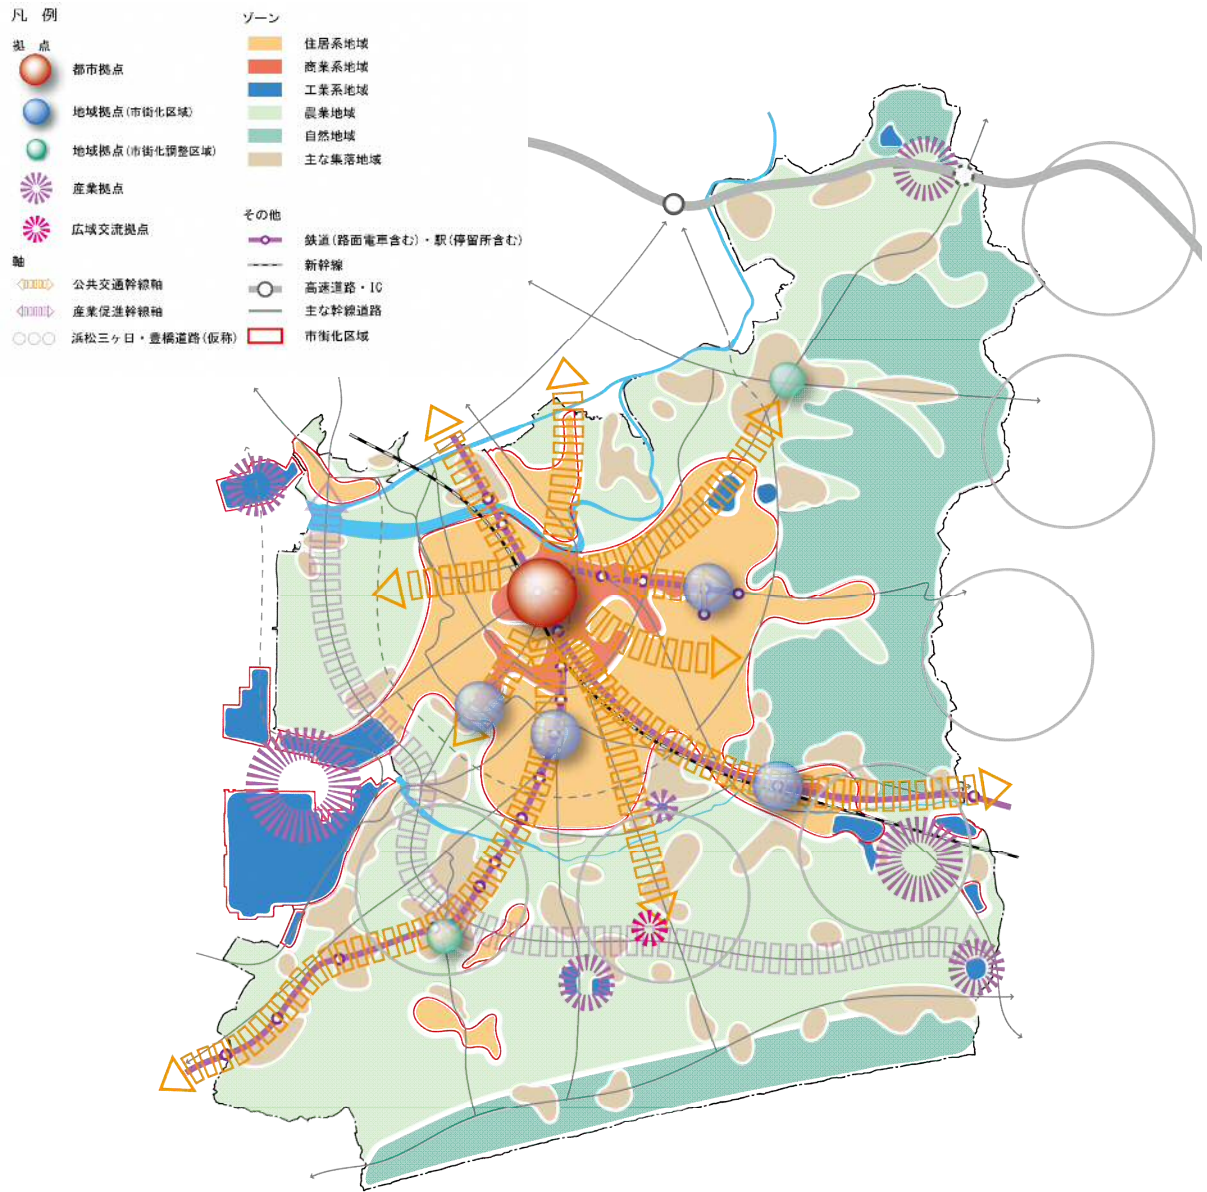 凡 例
拠 点
都市拠点
地域拠点(市街化区域)
地域拠点(市街化調整区域)
産業拠点
広域交流拠点
軸
公共交通幹線軸
産業促進幹線軸
浜松三ヶ日・豊橋道路(仮称)
ゾーン
住居系地域
商業系地域
工業系地域
農業地域
自然地域
主な集落地域
その他
鉄道(路面電車含む)・駅(停留所含む)
新幹線
高速道路・IC
主な幹線道路
市街化区域